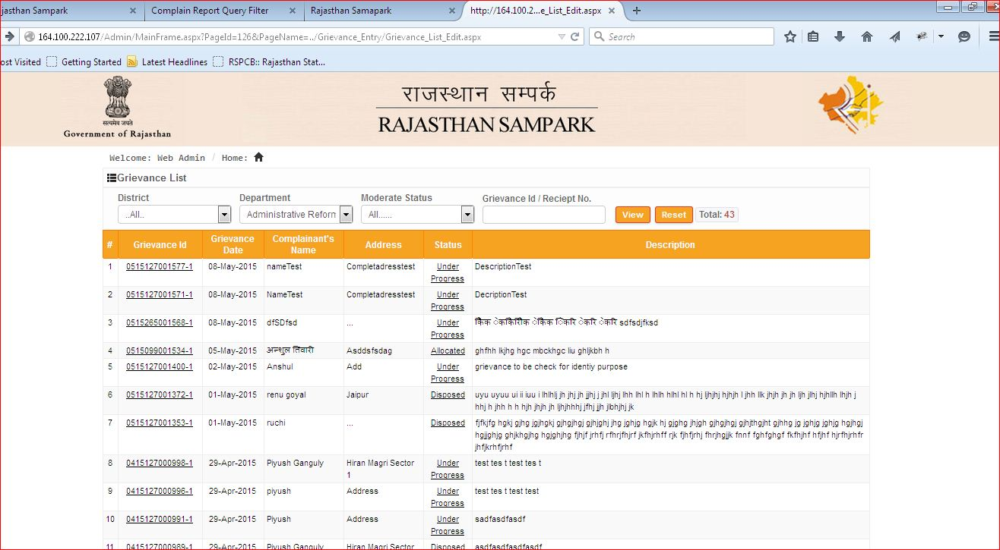 jasthan Sampark
Complain Report Query Filter
Rajasthan Samapark
http://164.100.2...e_List_Edit.aspx
164.100.222.107/Admin/MainFrame.aspx?PageId=126&PageName=../Grievance_Entry/Grievance_List_Edit.aspx
Search
ost Visited Getting Started Latest Headlines RSPCB:: Rajasthan Stat...
राजस्थान सम्पर्क
RAJASTHAN SAMPARK
सत्यमेव जयते
Government of Rajasthan
Welcome: Web Admin / Home:
Grievance List
District Department Moderate Status Grievance Id / Reciept No.
..All.. Administrative Reform All...... View Reset Total: 43
# Grievance Id Grievance Date Complainant's Name Address Status Description
1 0515127001577-1 08-May-2015 nameTest Completadresstest Under Progress DescriptionTest
2 0515127001571-1 08-May-2015 NameTest Completadresstest Under Progress DecriptionTest
3 0515265001568-1 08-May-2015 dfSDfsd ... Under Progress sdfsdjfksd
4 0515099001534-1 05-May-2015 अन्शुल तिवारी Asddsfsdag Allocated ghfhh lkjhg hgc mbckhgc liu ghljkbh h
5 0515127001400-1 02-May-2015 Anshul Add Under Progress grievance to be check for identiy purpose
6 0515127001372-1 01-May-2015 renu goyal Jaipur Disposed uyu uyuu ui ii iuu i lhlhlj jh jhj jh jjhj j jhl ljhj lhh lhl h lhlh hlhl hl h hj ljhjhj hjhjh l jhh llk jhjh jh jh ljh jlhj hjhllh lhjh j
hhj h jhh h h hjh jhjh jh ljhjhhhj jfhj jjh jlbhjhj jk
7 0515127001353-1 01-May-2015 ruchi ... Disposed fjfkjfg hgkj gjhg jgjhgkj gjhgjhgj gjhjghj jhg jghjg hgjk hj gjghg jhjgh gjhgjhgj gjhjthgjht gjhhg jg jghjg jghjg hgjhgj
hgjjghjg ghjkhgjhg hgjghjhg fjhjf jrhfj rfhrjfhjrf jkfhjrhff rjk fjhfjrhj fhrjhgjjk fnnf fghfghgf fkfhjhf hfjhf hjrfhjrhfr
jhfjkrhfjrhf
8 0415127000998-1 29-Apr-2015 Piyush Ganguly Hiran Magri Sector 1 Under Progress test tes t test tes t
9 0415127000996-1 29-Apr-2015 piyush Address Under Progress test tes t test test
10 0415127000991-1 29-Apr-2015 Piyush Address Under Progress sadfasdfasdf
11 0415127000989-1 29-Apr-2015 Piyush Ganguly Hiran Magri Sector Disposed asdfasdfasdfasdf